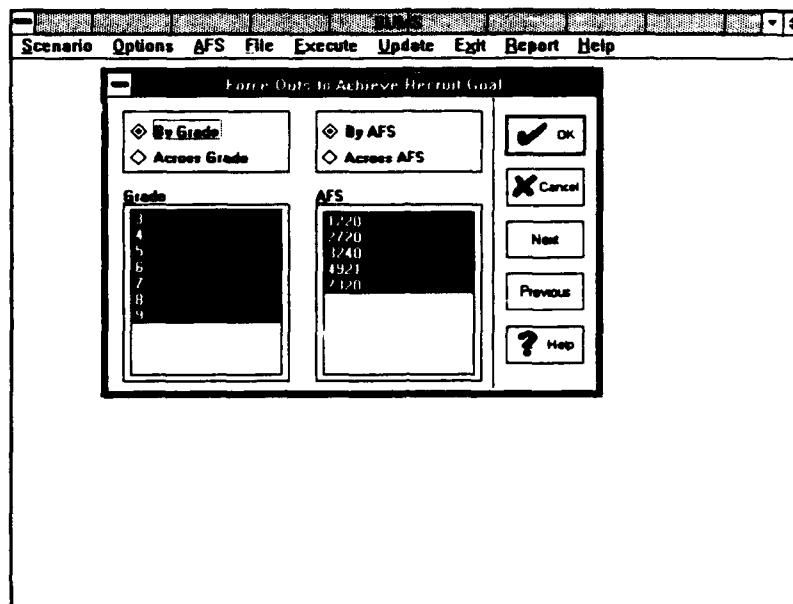 Scenario Options AFS File Execute Update Exit Report Help
Force Outs to Achieve Recruit Goal
By Grade
Across Grade
By AFS
Across AFS
OK
Cancel
Next
Previous
Help
Grade
3
4
5
6
7
8
9
AFS
1220
2720
3240
4921
7320